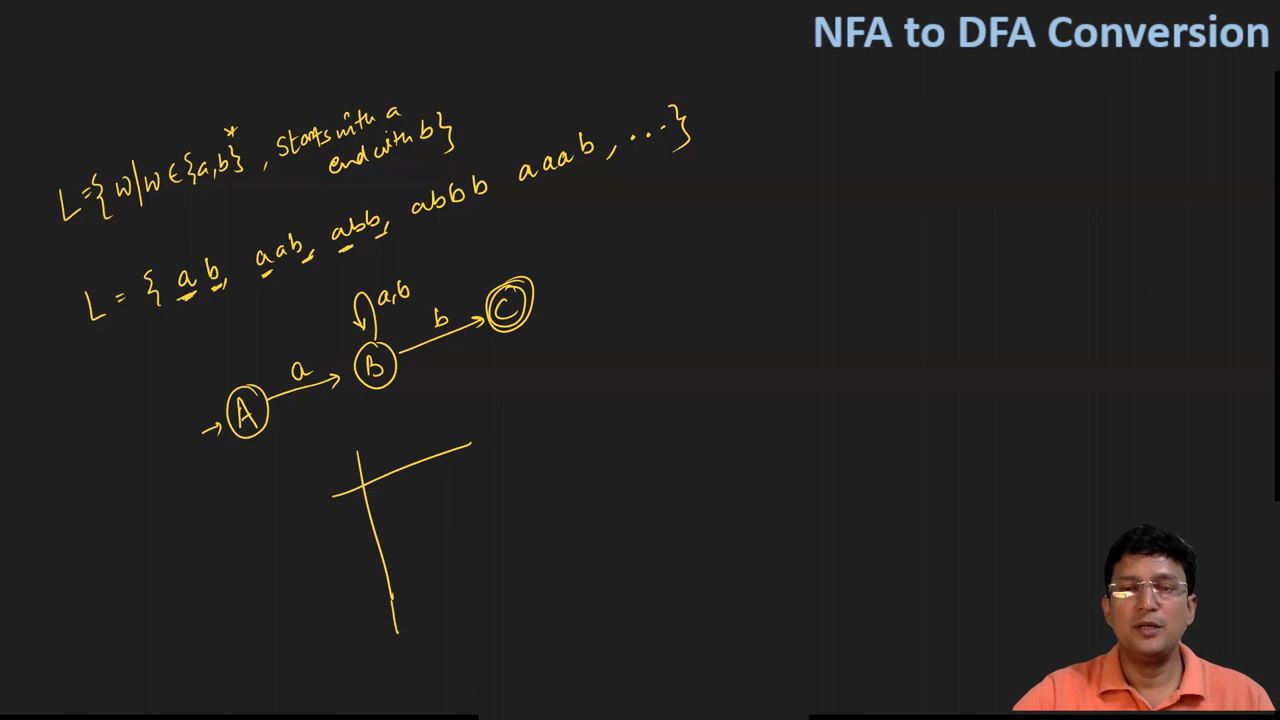 NFA to DFA Conversion
L={w|w∈{a,b}*, Starts with a
end with b}
L = { ab, aab, abb, abbb aaab, ...}
a,b
b
C
a
B
A